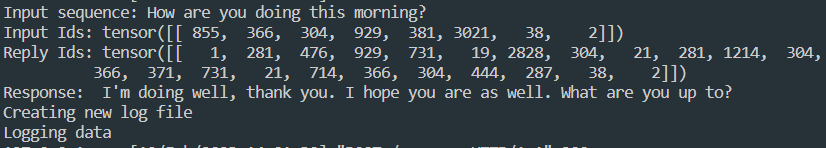 Input sequence: How are you doing this morning?
Input Ids: tensor([[ 855, 366, 304, 929, 381, 3021, 38, 2]])
Reply Ids: tensor([[ 1, 281, 476, 929, 731, 19, 2828, 304, 21, 281, 1214, 304,
366, 371, 731, 21, 714, 366, 304, 444, 287, 38, 2]])
Response:  I'm doing well, thank you. I hope you are as well. What are you up to?
Creating new log file
Logging data